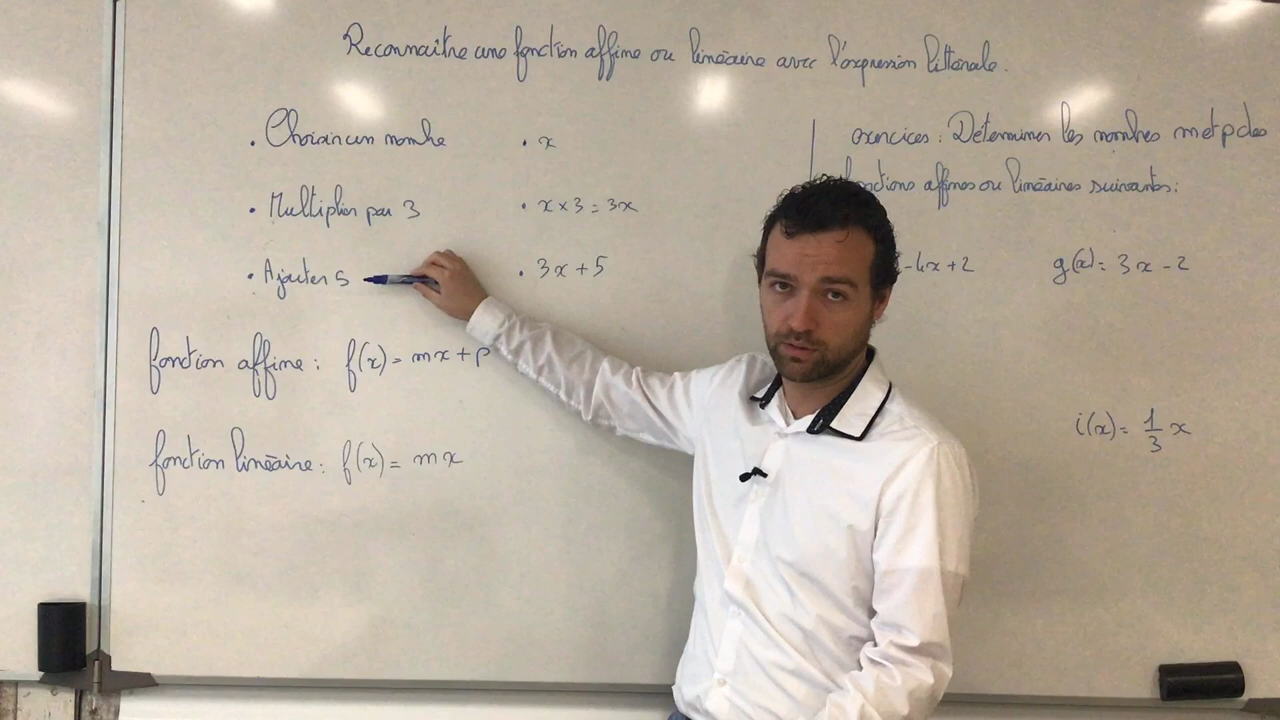 Reconnaître une fonction affine ou linéaire avec l'expression littérale.
• Choisir un nombre
• x
• Multiplier par 3
• x × 3 = 3x
• Ajouter 5
• 3x + 5
fonction affine : f(x) = mx + p
fonction linéaire : f(x) = mx
exercices : Déterminer les nombres m et p des
fonctions affines ou linéaires suivantes :
-4x + 2
g(x) = 3x - 2
i(x) = 1/3 x